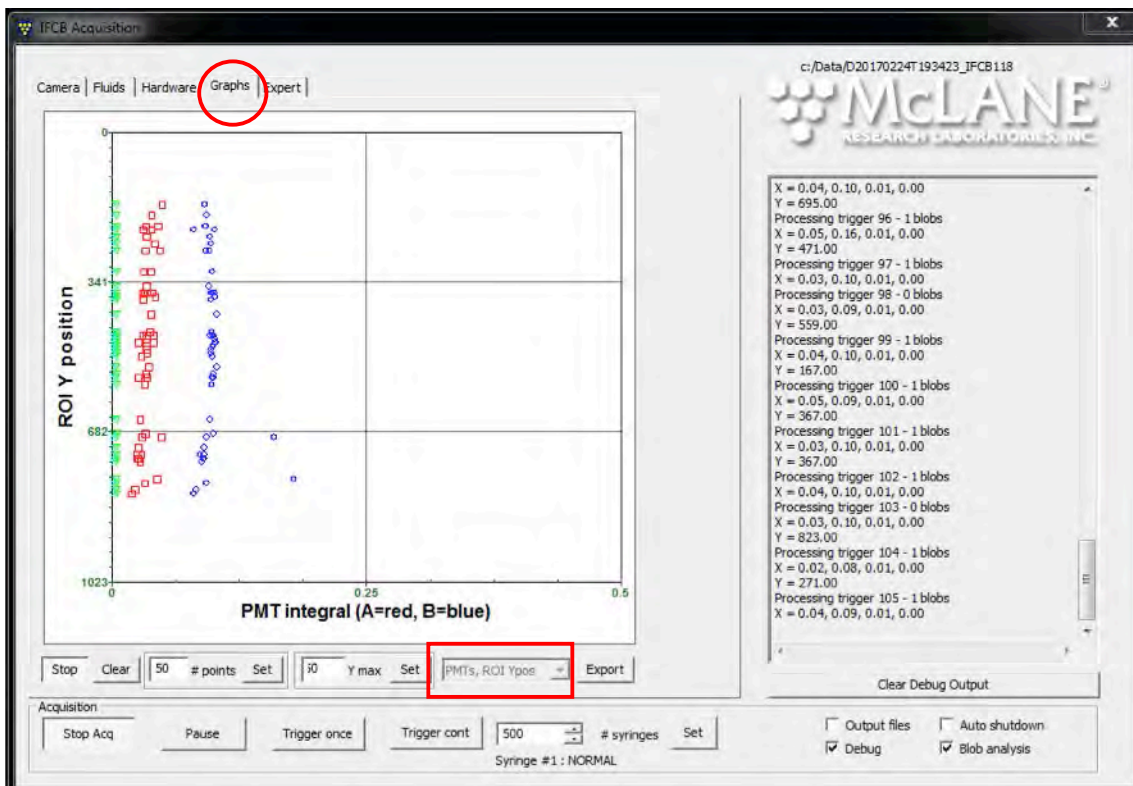 IFCB Acquisition
X
c:/Data/D20170224T193423_IFCB118
Camera Fluids Hardware Graphs Expert
McLANE®
RESEARCH LABORATORIES, INC.
0
341
682
1023
ROI Y position
0 0.25 0.5
PMT integral (A=red, B=blue)
X = 0.04, 0.10, 0.01, 0.00
Y = 695.00
Processing trigger 96 - 1 blobs
X = 0.05, 0.16, 0.01, 0.00
Y = 471.00
Processing trigger 97 - 1 blobs
X = 0.03, 0.10, 0.01, 0.00
Processing trigger 98 - 0 blobs
X = 0.03, 0.09, 0.01, 0.00
Y = 559.00
Processing trigger 99 - 1 blobs
X = 0.04, 0.10, 0.01, 0.00
Y = 167.00
Processing trigger 100 - 1 blobs
X = 0.05, 0.09, 0.01, 0.00
Y = 367.00
Processing trigger 101 - 1 blobs
X = 0.03, 0.10, 0.01, 0.00
Y = 367.00
Processing trigger 102 - 1 blobs
X = 0.04, 0.10, 0.01, 0.00
Processing trigger 103 - 0 blobs
X = 0.03, 0.10, 0.01, 0.00
Y = 823.00
Processing trigger 104 - 1 blobs
X = 0.02, 0.08, 0.01, 0.00
Y = 271.00
Processing trigger 105 - 1 blobs
X = 0.04, 0.09, 0.01, 0.00
Stop Clear 50 # points Set Y max Set PMTs, ROI Ypos Export
Clear Debug Output
Acquisition
Stop Acq Pause Trigger once Trigger cont 500 # syringes Set
Syringe #1 : NORMAL
Output files Auto shutdown
Debug Blob analysis